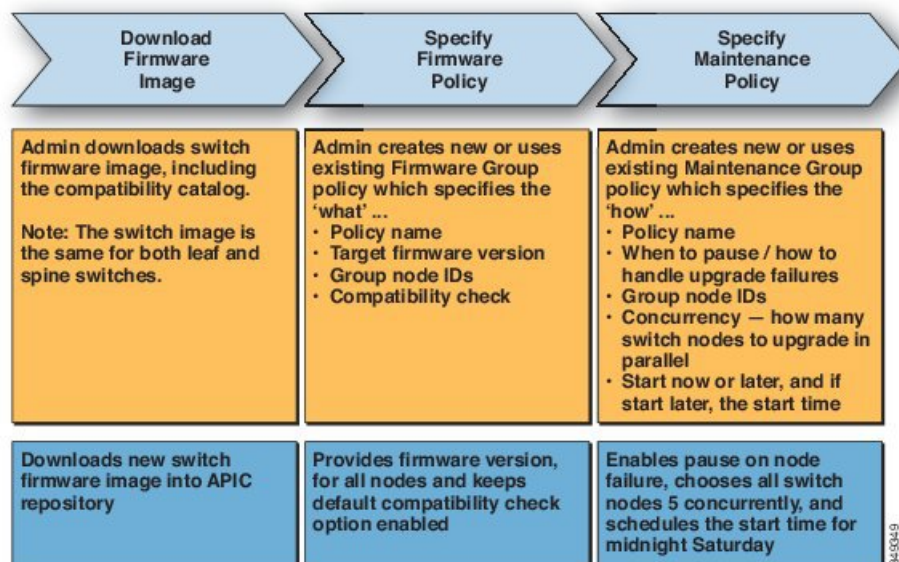 Download
Firmware
Image
Specify
Firmware
Policy
Specify
Maintenance
Policy
Admin downloads switch
firmware image, including
the compatibility catalog.
Note: The switch image is
the same for both leaf and
spine switches.
Admin creates new or uses
existing Firmware Group
policy which specifies the
‘what’ ...
• Policy name
• Target firmware version
• Group node IDs
• Compatibility check
Admin creates new or uses
existing Maintenance Group
policy which specifies the
‘how’ ...
• Policy name
• When to pause / how to
handle upgrade failures
• Group node IDs
• Concurrency — how many
switch nodes to upgrade in
parallel
• Start now or later, and if
start later, the start time
Downloads new switch
firmware image into APIC
repository
Provides firmware version,
for all nodes and keeps
default compatibility check
option enabled
Enables pause on node
failure, chooses all switch
nodes 5 concurrently, and
schedules the start time for
midnight Saturday
349349